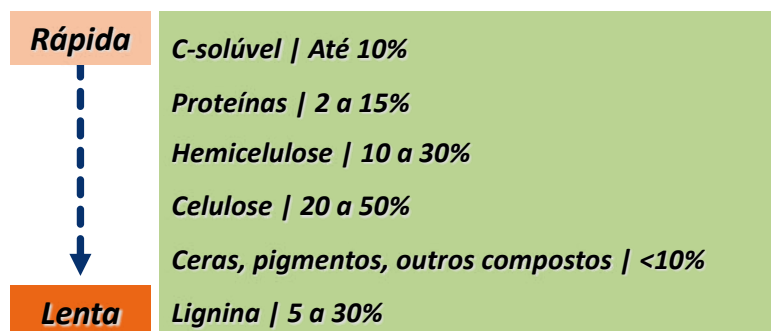 Rápida
C-solúvel | Até 10%
Proteínas | 2 a 15%
Hemicelulose | 10 a 30%
Celulose | 20 a 50%
Ceras, pigmentos, outros compostos | <10%
Lenta
Lignina | 5 a 30%